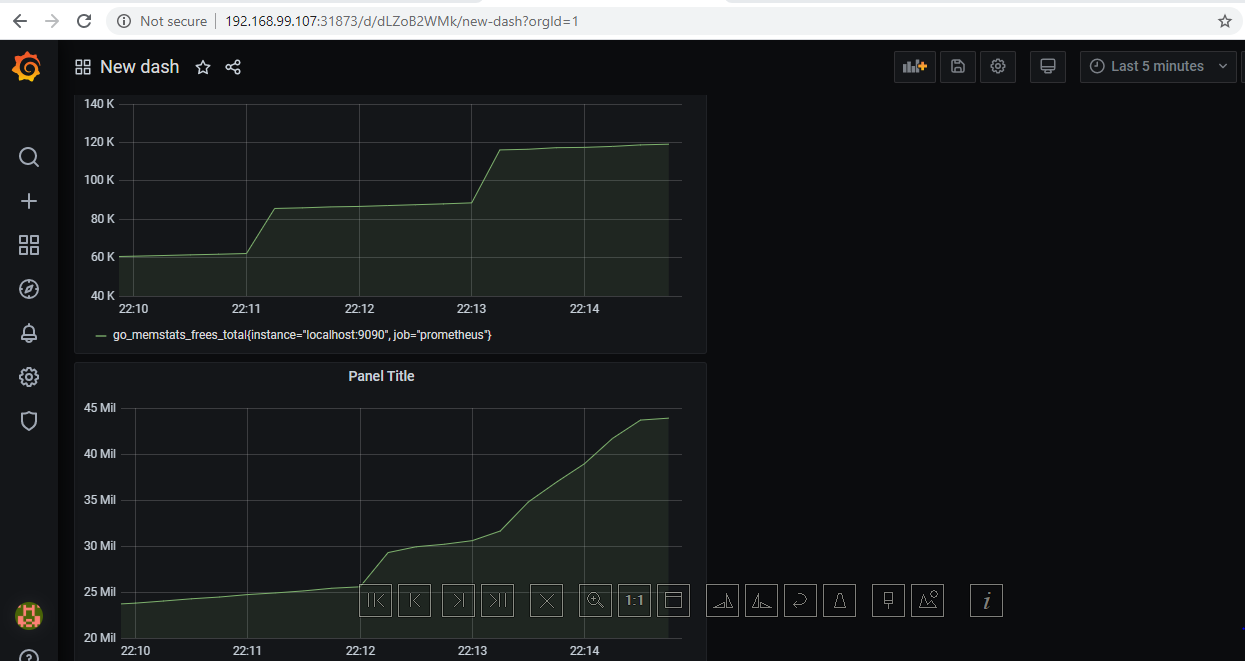 Not secure 192.168.99.107:31873/d/dLZoB2WMk/new-dash?orgId=1
New dash
Last 5 minutes
140 K
120 K
100 K
80 K
60 K
40 K
22:10 22:11 22:12 22:13 22:14
go_memstats_frees_total{instance="localhost:9090", job="prometheus"}
Panel Title
45 Mil
40 Mil
35 Mil
30 Mil
25 Mil
1:1
i
20 Mil
22:10 22:11 22:12 22:13 22:14